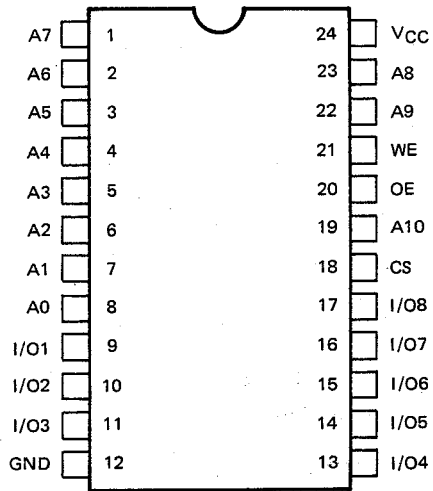 A7 1 24 VCC
A6 2 23 A8
A5 3 22 A9
A4 4 21 WE
A3 5 20 OE
A2 6 19 A10
A1 7 18 CS
A0 8 17 I/O8
I/O1 9 16 I/O7
I/O2 10 15 I/O6
I/O3 11 14 I/O5
GND 12 13 I/O4